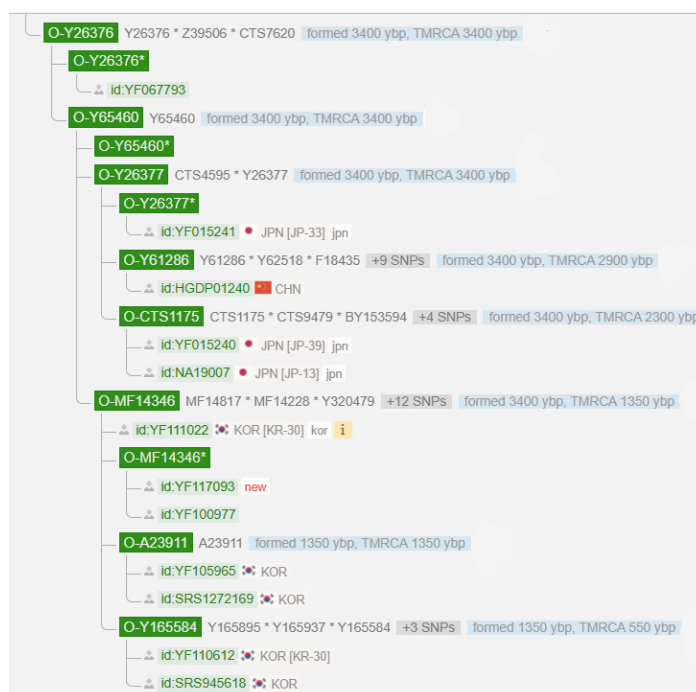 O-Y26376 Y26376 * Z39506 * CTS7620 formed 3400 ybp, TMRCA 3400 ybp
O-Y26376*
id:YF067793
O-Y65460 Y65460 formed 3400 ybp, TMRCA 3400 ybp
O-Y65460*
O-Y26377 CTS4595 * Y26377 formed 3400 ybp, TMRCA 3400 ybp
O-Y26377*
id:YF015241 JPN [JP-33] jpn
O-Y61286 Y61286 * Y62518 * F18435 +9 SNPs formed 3400 ybp, TMRCA 2900 ybp
id:HGDP01240 CHN
O-CTS1175 CTS1175 * CTS9479 * BY153594 +4 SNPs formed 3400 ybp, TMRCA 2300 ybp
id:YF015240 JPN [JP-39] jpn
id:NA19007 JPN [JP-13] jpn
O-MF14346 MF14817 * MF14228 * Y320479 +12 SNPs formed 3400 ybp, TMRCA 1350 ybp
id:YF111022 KOR [KR-30] kor i
O-MF14346*
id:YF117093 new
id:YF100977
O-A23911 A23911 formed 1350 ybp, TMRCA 1350 ybp
id:YF105965 KOR
id:SRS1272169 KOR
O-Y165584 Y165895 * Y165937 * Y165584 +3 SNPs formed 1350 ybp, TMRCA 550 ybp
id:YF110612 KOR [KR-30]
id:SRS945618 KOR